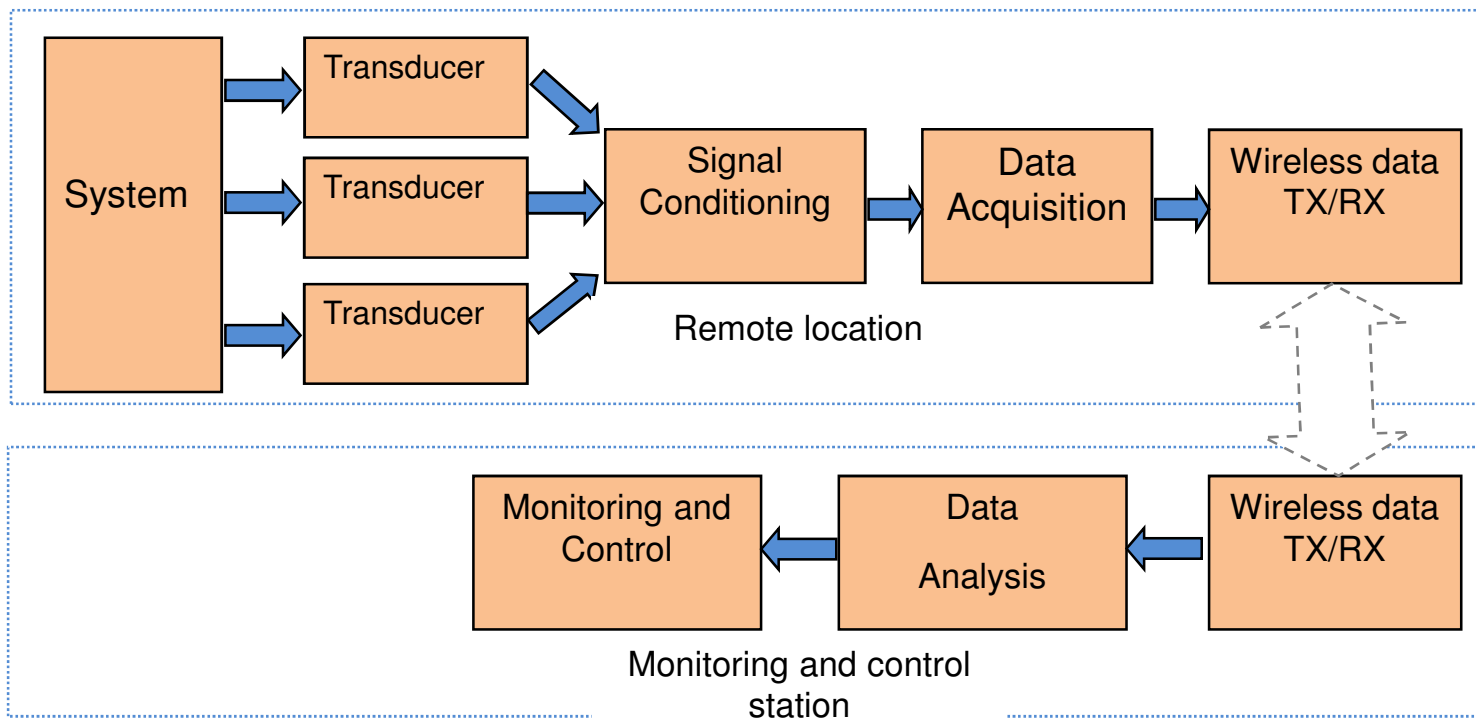 System
Transducer
Transducer
Transducer
Signal
Conditioning
Data
Acquisition
Wireless data
TX/RX
Remote location
Monitoring and
Control
Data
Analysis
Wireless data
TX/RX
Monitoring and control
station